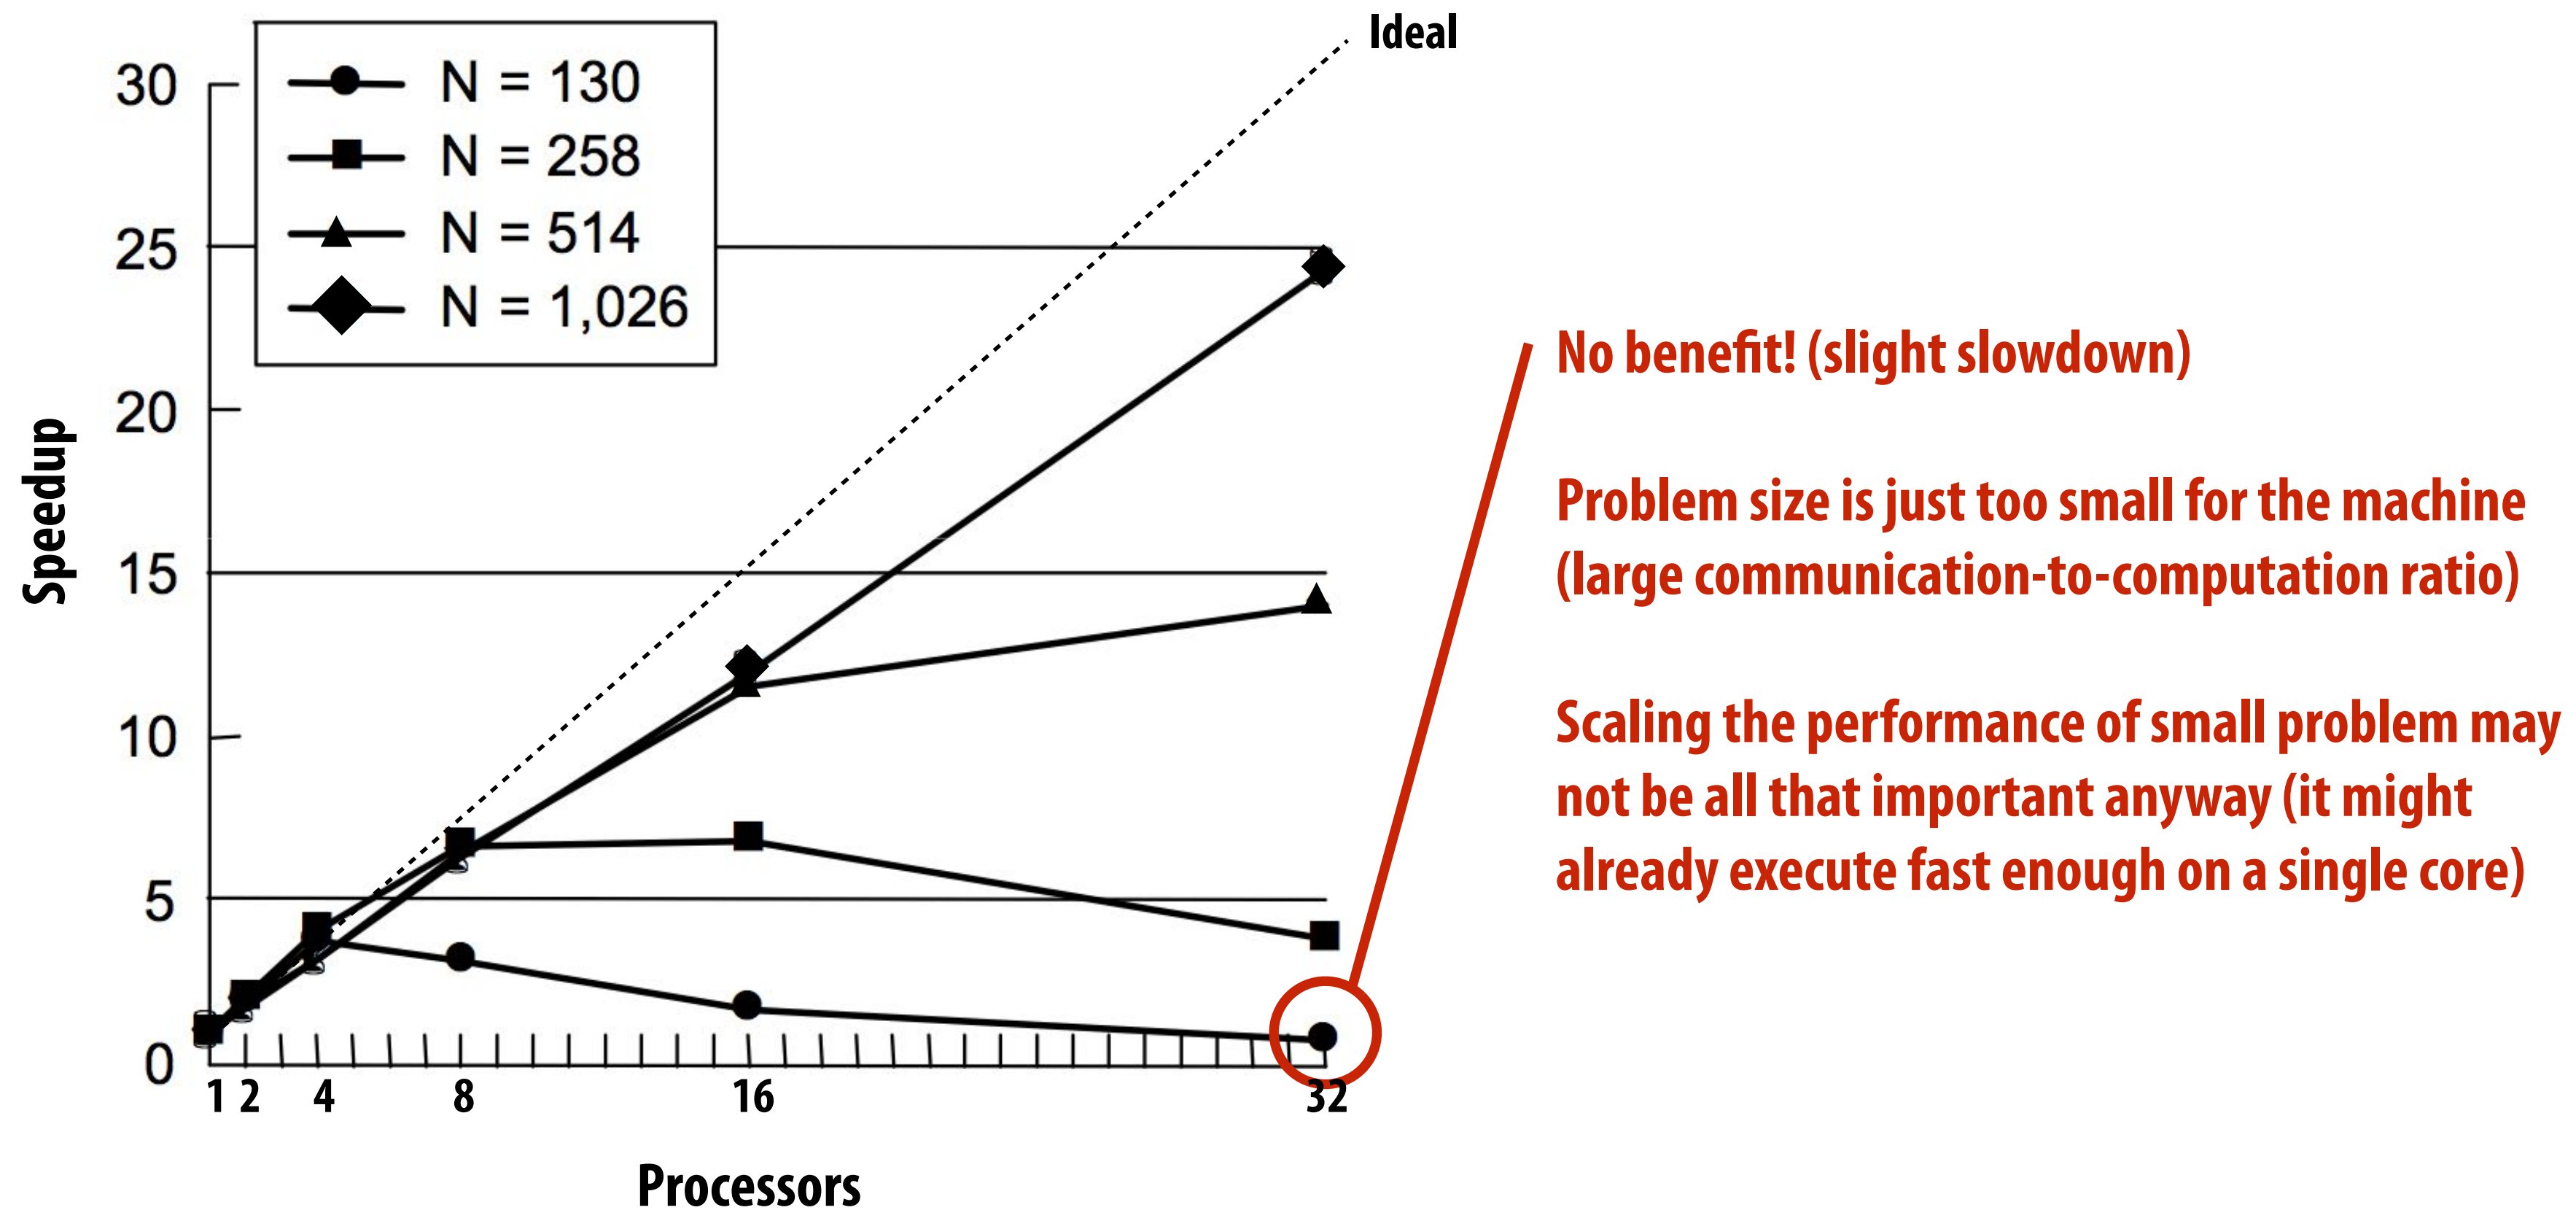 Ideal
30
25
20
15
10
5
0
N = 130
N = 258
N = 514
N = 1,026
Speedup
1 2 4 8 16 32
Processors
No benefit! (slight slowdown)
Problem size is just too small for the machine
(large communication-to-computation ratio)
Scaling the performance of small problem may
not be all that important anyway (it might
already execute fast enough on a single core)